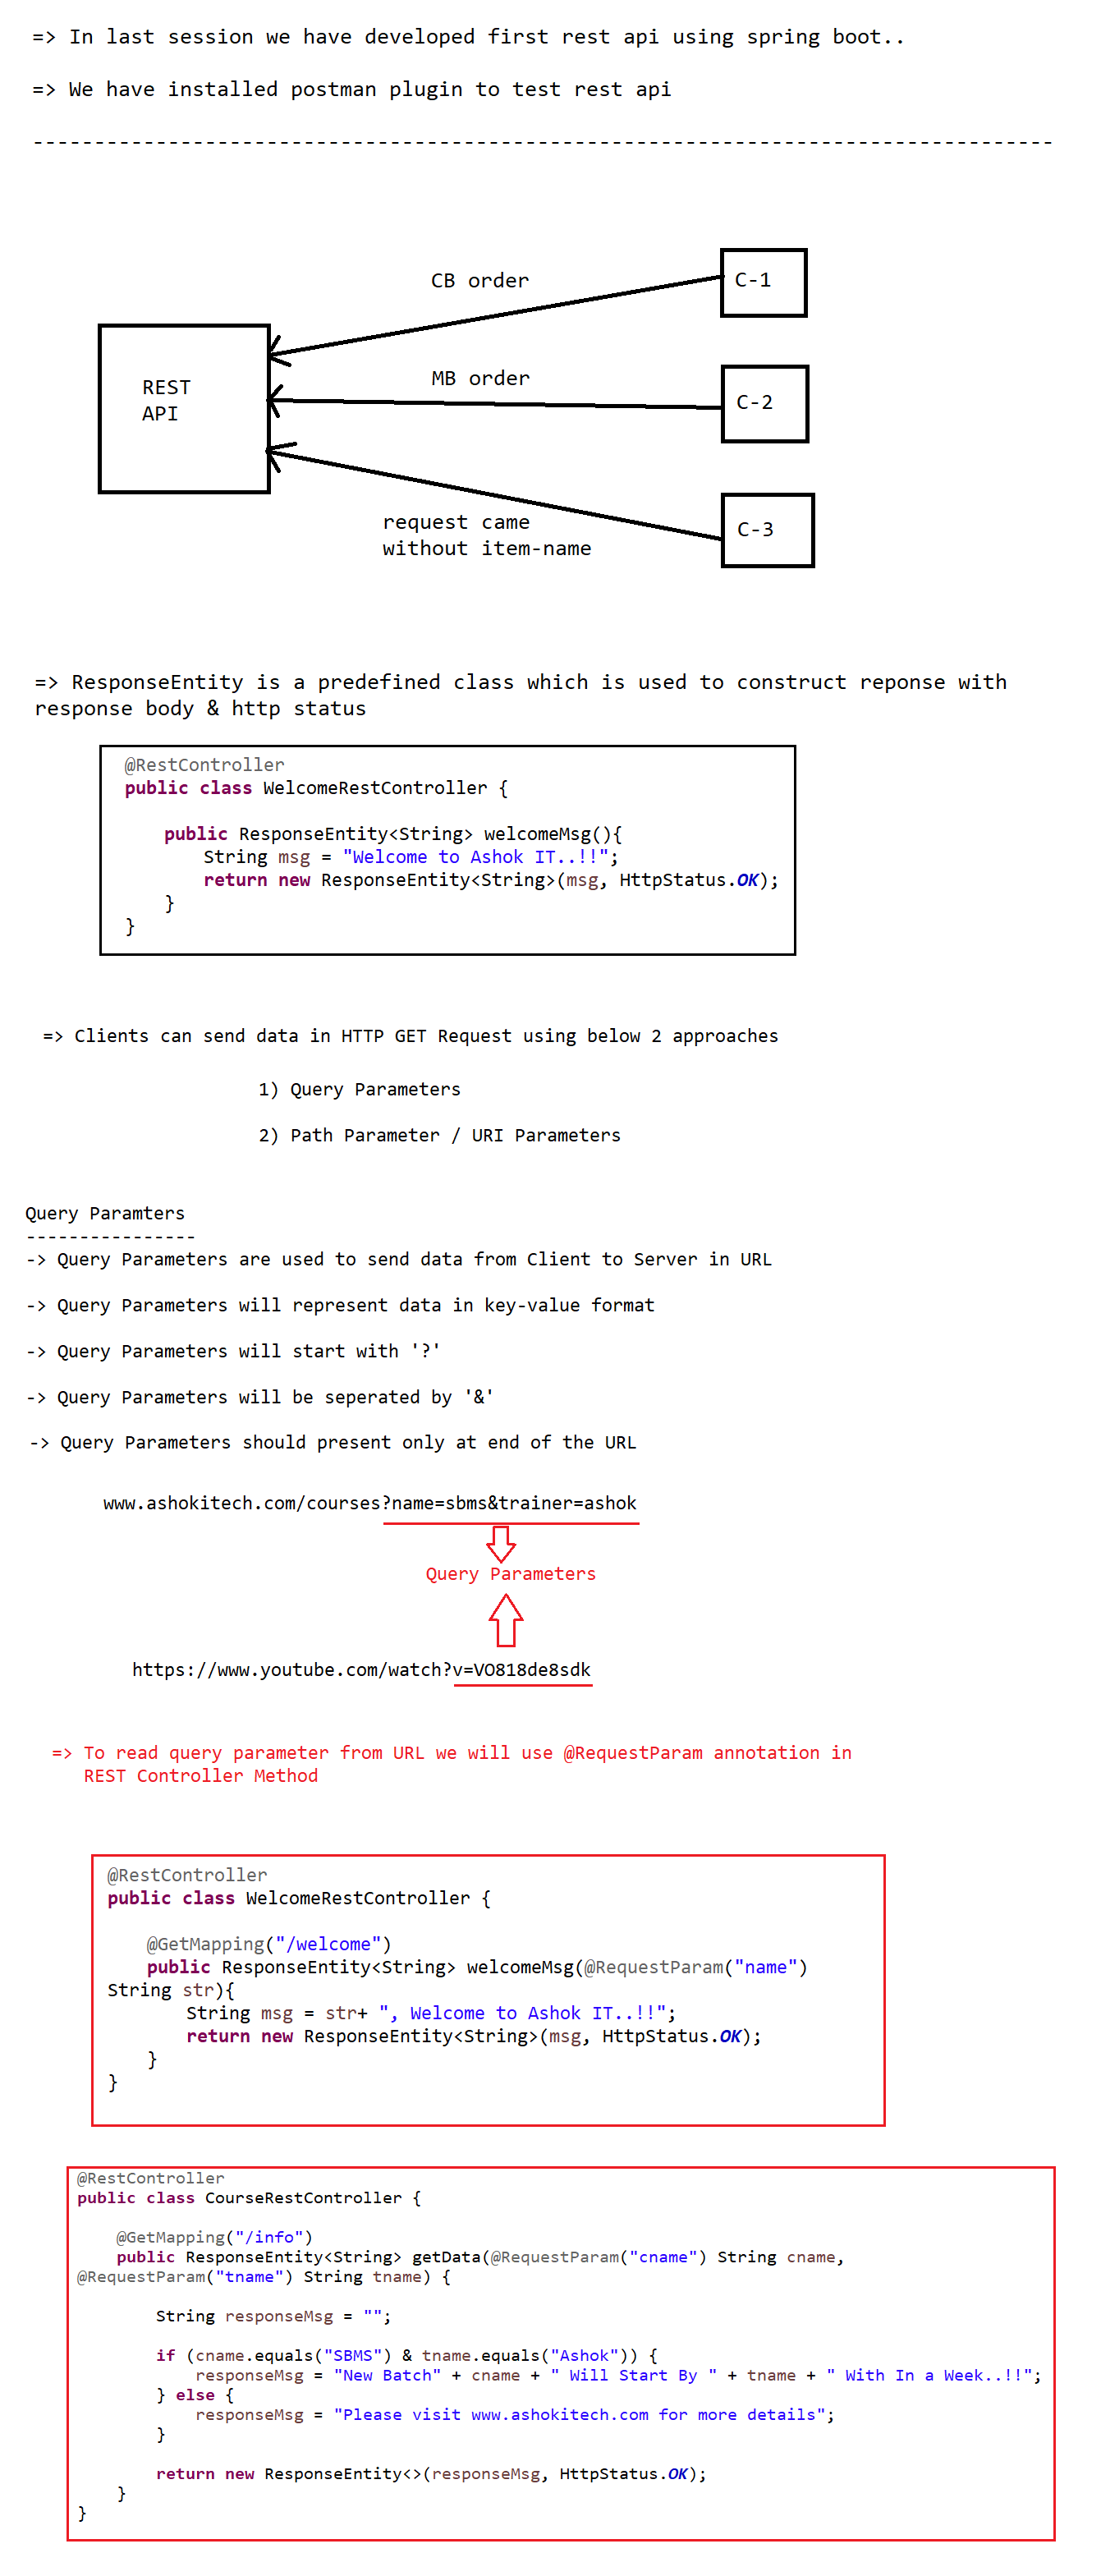 => In last session we have developed first rest api using spring boot..
=> We have installed postman plugin to test rest api
-----------------------------------------------------------------------------------
CB order
C-1
REST
API
MB order
C-2
request came
without item-name
C-3
=> ResponseEntity is a predefined class which is used to construct reponse with
response body & http status
@RestController
public class WelcomeRestController {
public ResponseEntity<String> welcomeMsg(){
String msg = "Welcome to Ashok IT..!!";
return new ResponseEntity<String>(msg, HttpStatus.OK);
}
}
=> Clients can send data in HTTP GET Request using below 2 approaches
1) Query Parameters
2) Path Parameter / URI Parameters
Query Paramters
----------------
-> Query Parameters are used to send data from Client to Server in URL
-> Query Parameters will represent data in key-value format
-> Query Parameters will start with '?'
-> Query Parameters will be seperated by '&'
-> Query Parameters should present only at end of the URL
www.ashokitech.com/courses?name=sbms&trainer=ashok
Query Parameters
https://www.youtube.com/watch?v=VO818de8sdk
=> To read query parameter from URL we will use @RequestParam annotation in
REST Controller Method
@RestController
public class WelcomeRestController {
@GetMapping("/welcome")
public ResponseEntity<String> welcomeMsg(@RequestParam("name")
String str){
String msg = str+ ", Welcome to Ashok IT..!!";
return new ResponseEntity<String>(msg, HttpStatus.OK);
}
}
@RestController
public class CourseRestController {
@GetMapping("/info")
public ResponseEntity<String> getData(@RequestParam("cname") String cname,
@RequestParam("tname") String tname) {
String responseMsg = "";
if (cname.equals("SBMS") & tname.equals("Ashok")) {
responseMsg = "New Batch" + cname + " Will Start By " + tname + " With In a Week..!!";
} else {
responseMsg = "Please visit www.ashokitech.com for more details";
}
return new ResponseEntity<>(responseMsg, HttpStatus.OK);
}
}